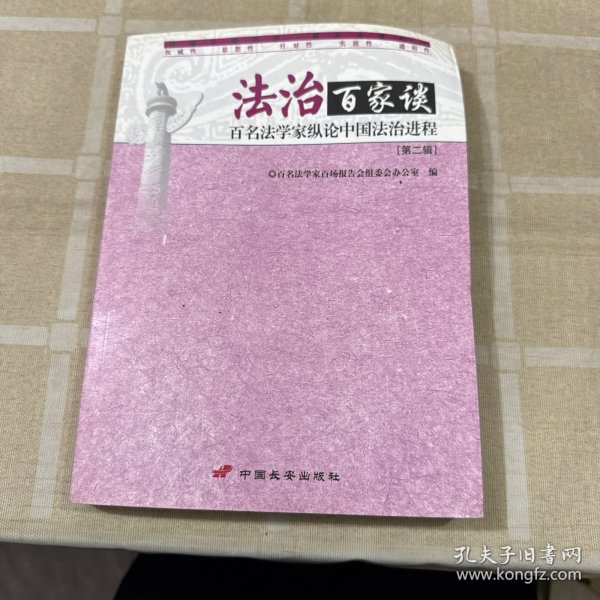 权威性 思想性 针对性 实效性 通俗性
法治百家谈
百名法学家纵论中国法治进程
[第二辑]
◎百名法学家百场报告会组委会办公室 编
中国长安出版社
孔夫子旧书网
www.kongfz.com